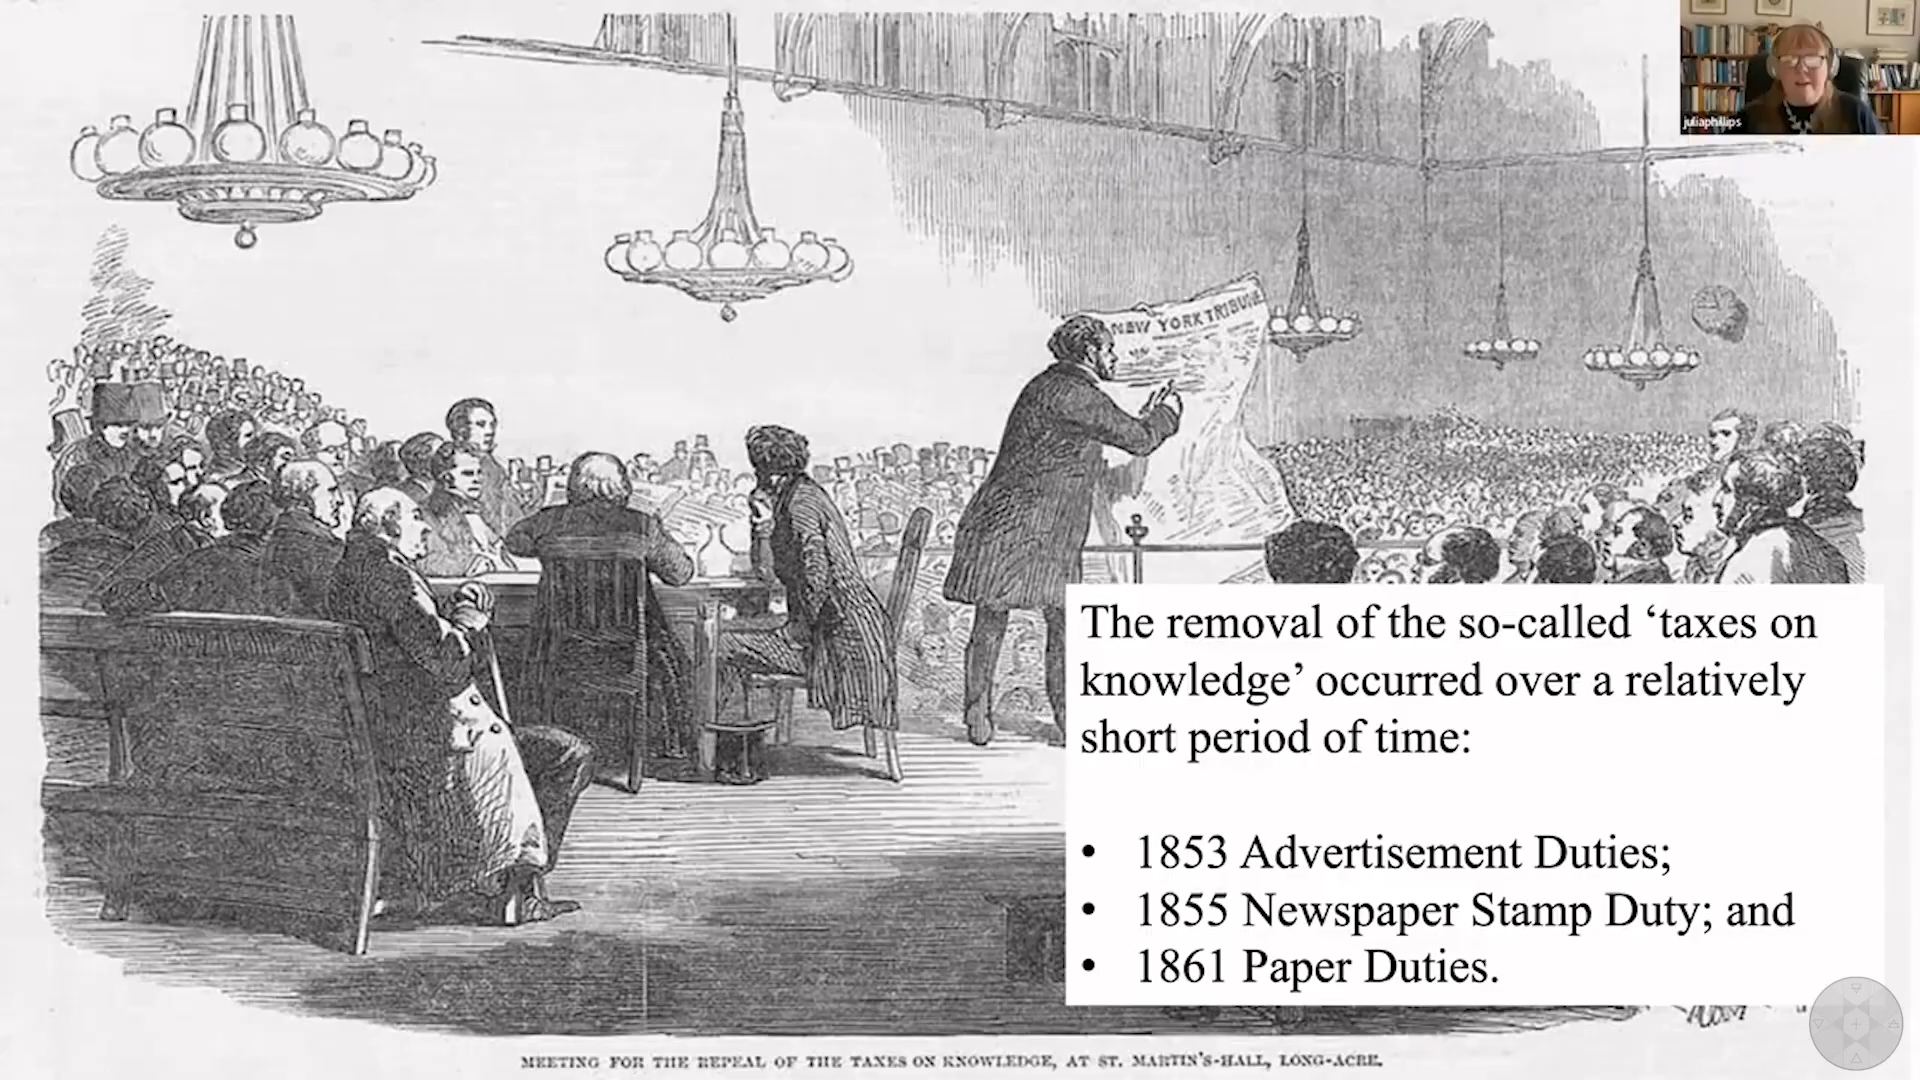 juliaphillips
NEW YORK TRIBUNE
The removal of the so-called ‘taxes on
knowledge’ occurred over a relatively
short period of time:
• 1853 Advertisement Duties;
• 1855 Newspaper Stamp Duty; and
• 1861 Paper Duties.
MEETING FOR THE REPEAL OF THE TAXES ON KNOWLEDGE, AT ST. MARTIN'S-HALL, LONG-ACRE.